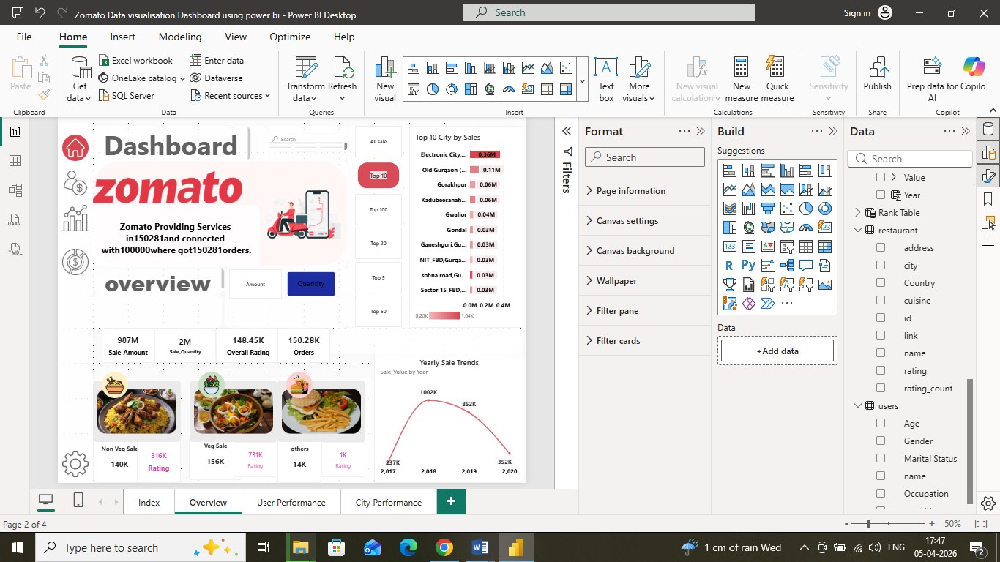 Zomato Data visualisation Dashboard using power bi - Power BI Desktop
Search
Sign in
File
Home
Insert
Modeling
View
Optimize
Help
Paste
Clipboard
Get data
Excel workbook
OneLake catalog
SQL Server
Enter data
Dataverse
Recent sources
Data
Transform data
Refresh
Queries
New visual
Text box
More visuals
Insert
New visual calculation
New measure
Quick measure
Calculations
Sensitivity
Sensitivity
Publish
Share
Prep data for AI
Copilo
Copilot
DAX
TMDL
Dashboard
Search
zomato
Zomato Providing Services
in150281and connected
with100000where got150281orders.
overview
Amount
Quantity
All sale
Top 10
Top 100
Top 20
Top 5
Top 50
Top 10 City by Sales
Electronic City,... 0.36M
Old Gurgaon (... 0.11M
Gorakhpur 0.06M
Kadubeesanah... 0.06M
Gwalior 0.04M
Gondal 0.03M
Ganeshguri,Gu... 0.03M
NIT_FBD,Gurga... 0.03M
sohna road,Gu... 0.03M
Sector 15_FBD,... 0.03M
0.0M 0.2M 0.4M
0.20K 1.04K
987M
Sale_Amount
2M
Sale_Quantity
148.45K
Overall Rating
150.28K
Orders
Non Veg Sale
140K
316K
Rating
Veg Sale
156K
731K
Rating
others
14K
1K
Rating
Yearly Sale Trends
Sale_Value by Year
1002K
852K
237K
352K
2,017 2,018 2,019 2,020
Filters
Format
Search
Page information
Canvas settings
Canvas background
Wallpaper
Filter pane
Filter cards
Build
Suggestions
123
R
Py
Data
+Add data
Data
Search
Value
Year
Rank Table
restaurant
address
city
Country
cuisine
id
link
name
rating
rating_count
users
Age
Gender
Marital Status
name
Occupation
Index
Overview
User Performance
City Performance
Page 2 of 4
- + 50%
Type here to search
1 cm of rain Wed
ENG
17:47
05-04-2026
2